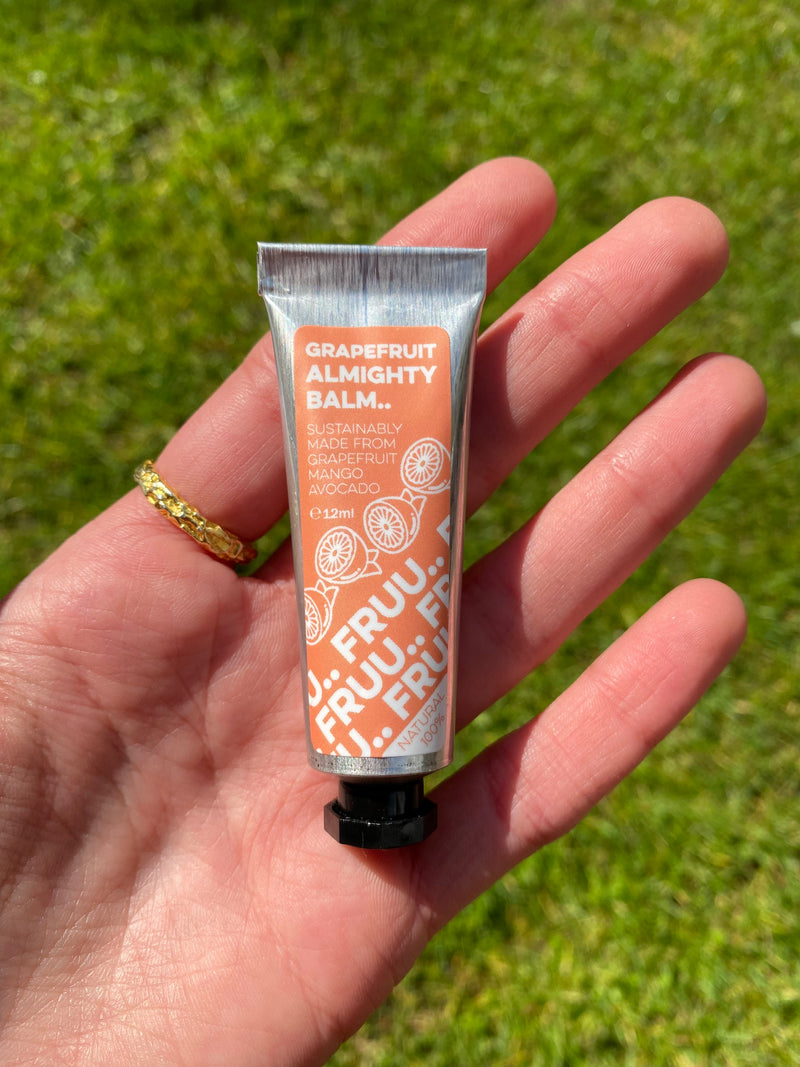 GRAPEFRUIT
ALMIGHTY
BALM..
SUSTAINABLY
MADE FROM
GRAPEFRUIT
MANGO
AVOCADO
℮12ml
FRUU..
FRUU..
FRUU
NATURAL
100%